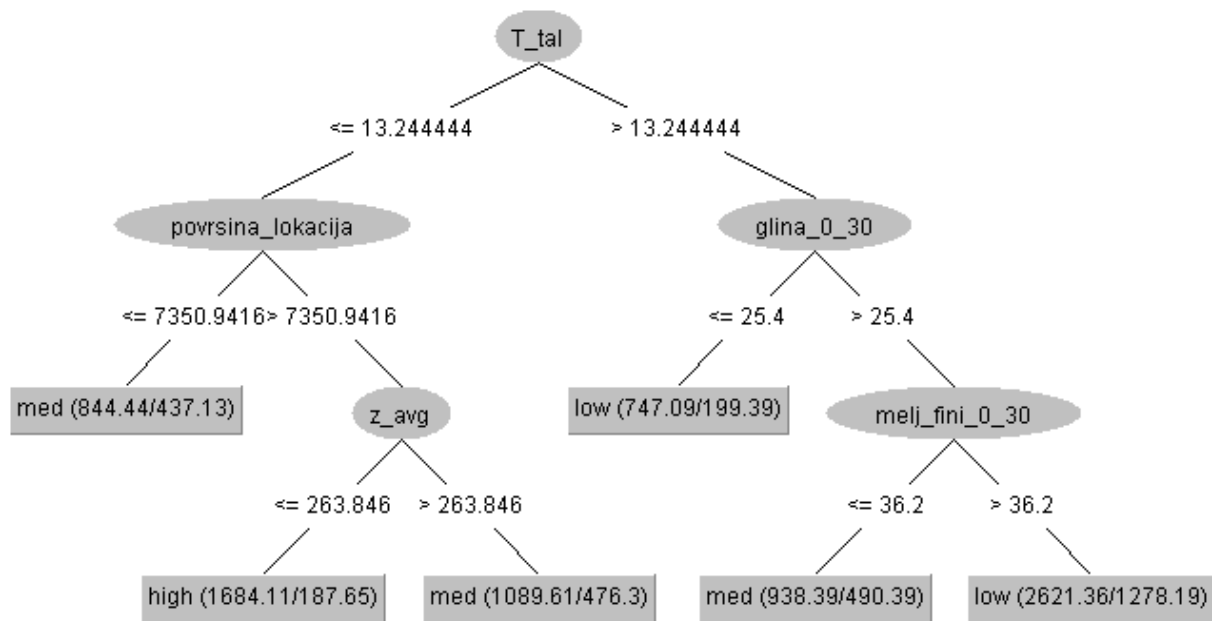 T_tal
<= 13.244444
> 13.244444
povrsina_lokacija
glina_0_30
<= 7350.9416
> 7350.9416
<= 25.4
> 25.4
med (844.44/437.13)
z_avg
low (747.09/199.39)
melj_fini_0_30
<= 263.846
> 263.846
<= 36.2
> 36.2
high (1684.11/187.65)
med (1089.61/476.3)
med (938.39/490.39)
low (2621.36/1278.19)